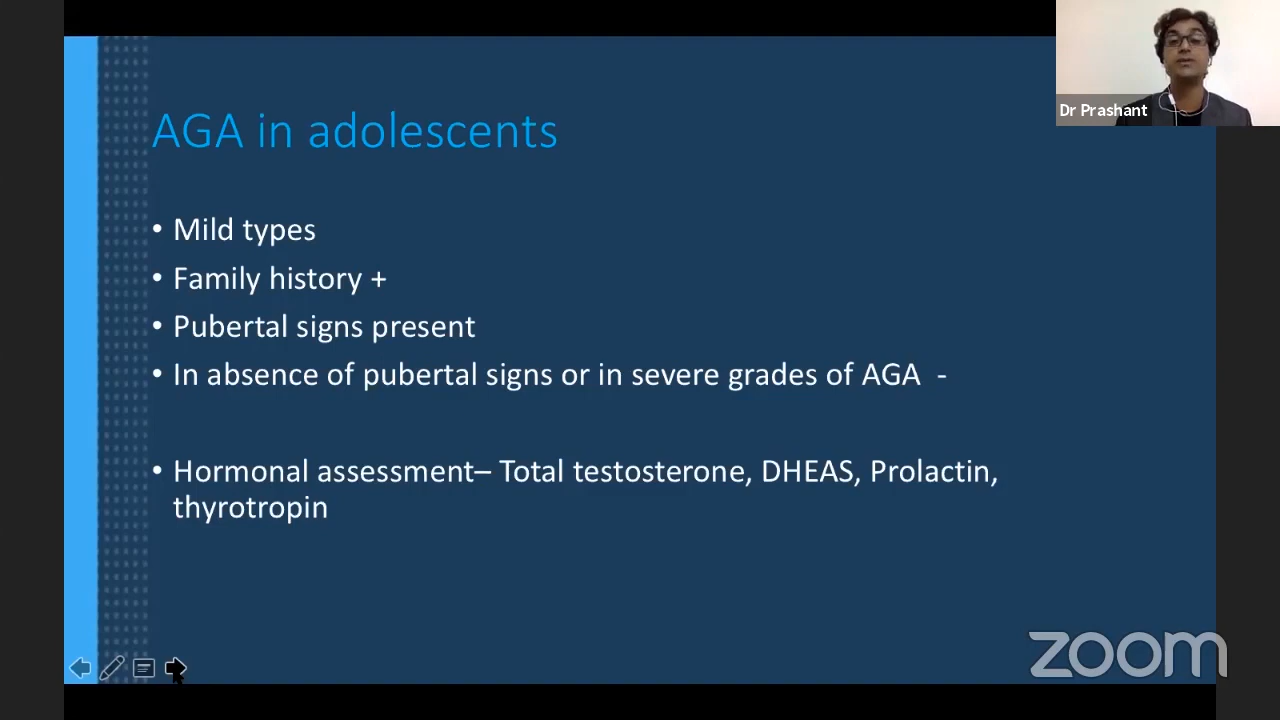 Dr Prashant
AGA in adolescents
• Mild types
• Family history +
• Pubertal signs present
• In absence of pubertal signs or in severe grades of AGA -
• Hormonal assessment– Total testosterone, DHEAS, Prolactin,
thyrotropin
zoom